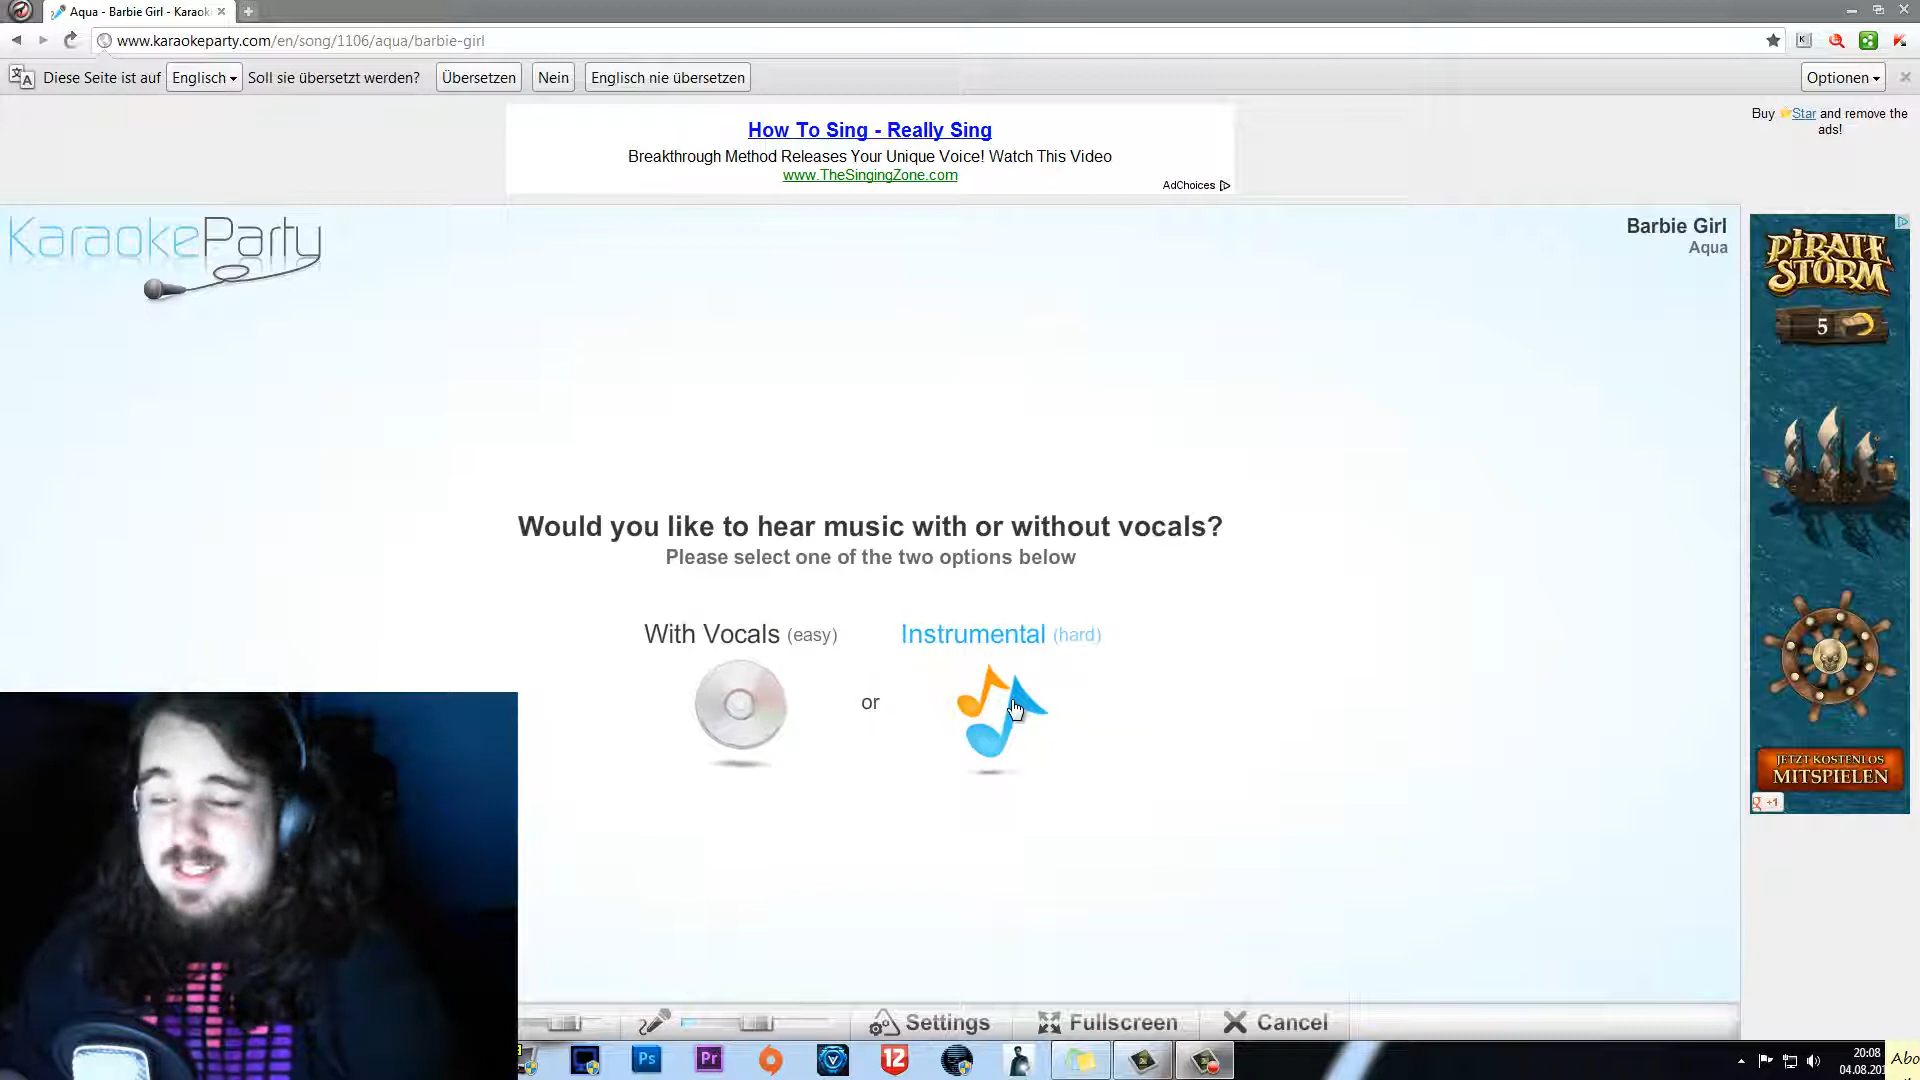 Aqua - Barbie Girl - Karaok
www.karaokeparty.com/en/song/1106/aqua/barbie-girl
Diese Seite ist auf Englisch Soll sie übersetzt werden? Übersetzen Nein Englisch nie übersetzen Optionen
How To Sing - Really Sing
Breakthrough Method Releases Your Unique Voice! Watch This Video
www.TheSingingZone.com
AdChoices
Buy Star and remove the
ads!
KaraokeParty
Barbie Girl
Aqua
PIRATE
STORM
5
Would you like to hear music with or without vocals?
Please select one of the two options below
With Vocals (easy)
or
Instrumental (hard)
JETZT KOSTENLOS
MITSPIELEN
g +1
Settings Fullscreen Cancel
Ps Pr 12
20:08
04.08.20
Abo